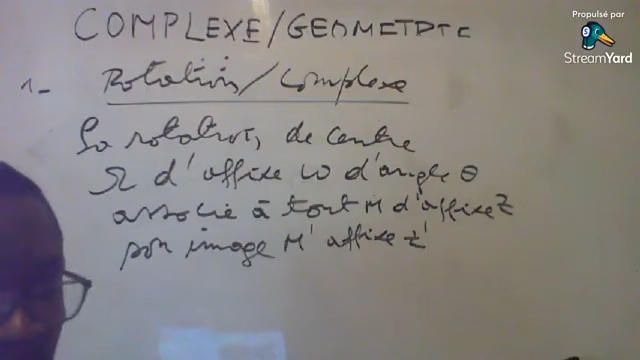 COMPLEXE/GEOMETRIE
1- Rotation/Complexe
La rotation, de centre
Ω d'affixe ω d'angle θ
associe à tout M d'affixe Z
son image M' affixe z'
Propulsé par
StreamYard